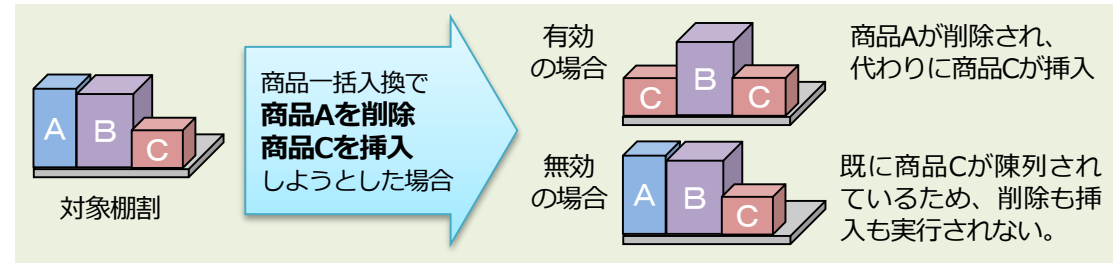 A B C
対象棚割
商品一括入換で
商品Aを削除
商品Cを挿入
しようとした場合
有効
の場合
C B C
商品Aが削除され、
代わりに商品Cが挿入
無効
の場合
A B C
既に商品Cが陳列され
ているため、削除も挿
入も実行されない。